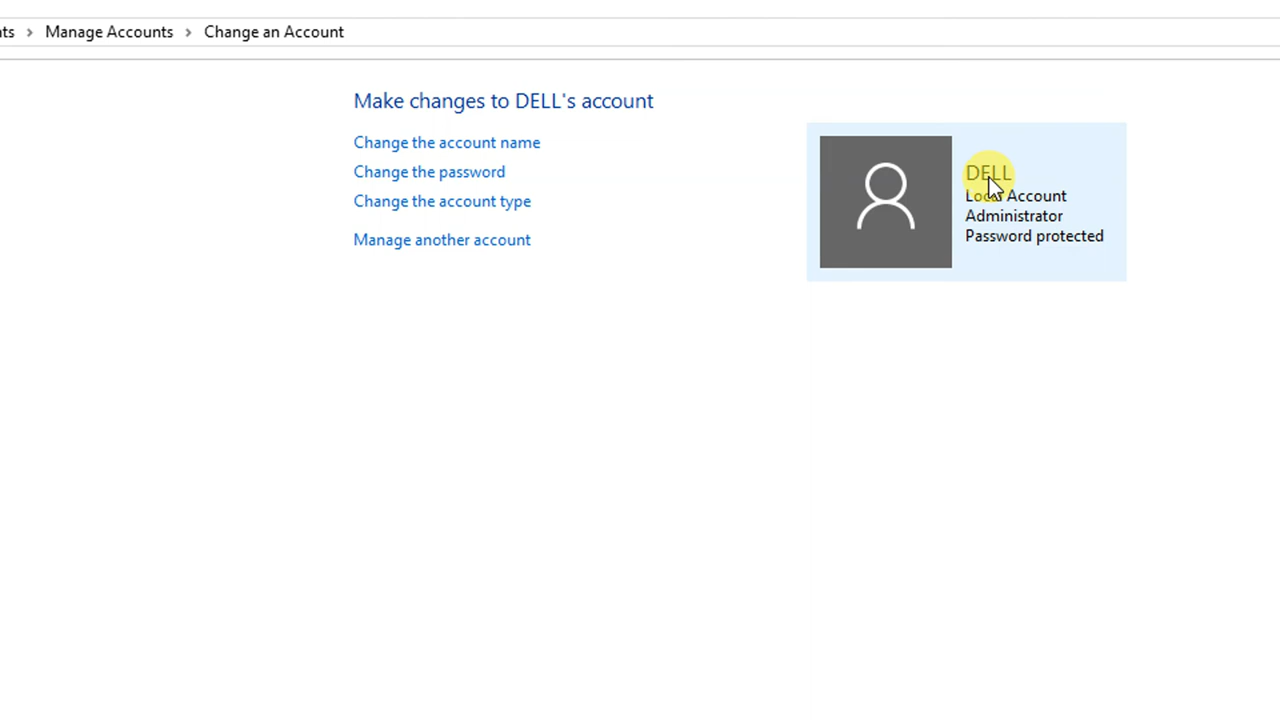 Manage Accounts > Change an Account
Make changes to DELL's account
Change the account name
Change the password
Change the account type
Manage another account
DELL
Local Account
Administrator
Password protected